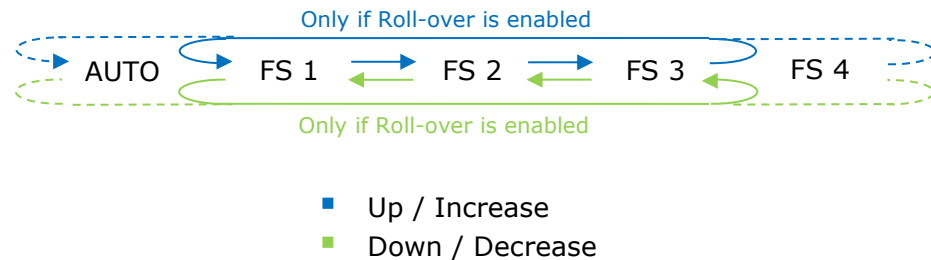 Only if Roll-over is enabled
AUTO FS 1 FS 2 FS 3 FS 4
Only if Roll-over is enabled
Up / Increase
Down / Decrease